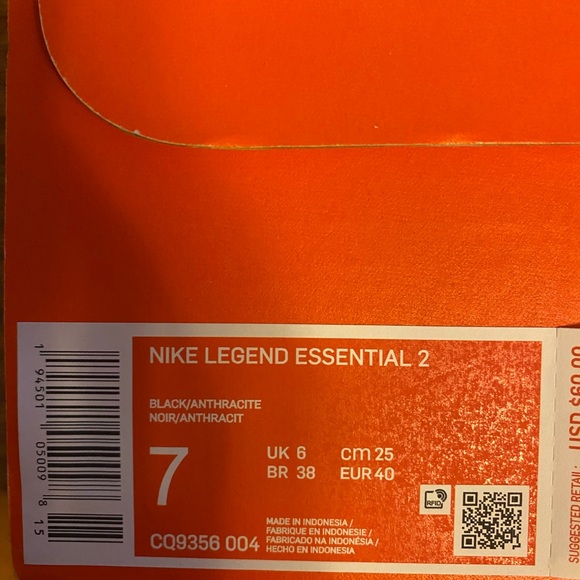 NIKE LEGEND ESSENTIAL 2
BLACK/ANTHRACITE
NOIR/ANTHRACIT
7
UK 6
BR 38
cm 25
EUR 40
CQ9356 004
MADE IN INDONESIA /
FABRIQUE EN INDONESIE /
FABRICADO NA INDONÉSIA /
HECHO EN INDONESIA
RFID
1 94501 05009 8 15
SUGGESTED RETAIL:
USD $60.00